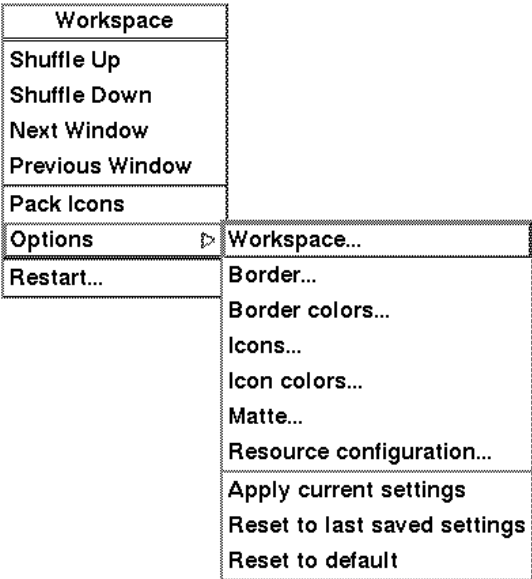 Workspace
Shuffle Up
Shuffle Down
Next Window
Previous Window
Pack Icons
Options
Restart...
Workspace...
Border...
Border colors...
Icons...
Icon colors...
Matte...
Resource configuration...
Apply current settings
Reset to last saved settings
Reset to default